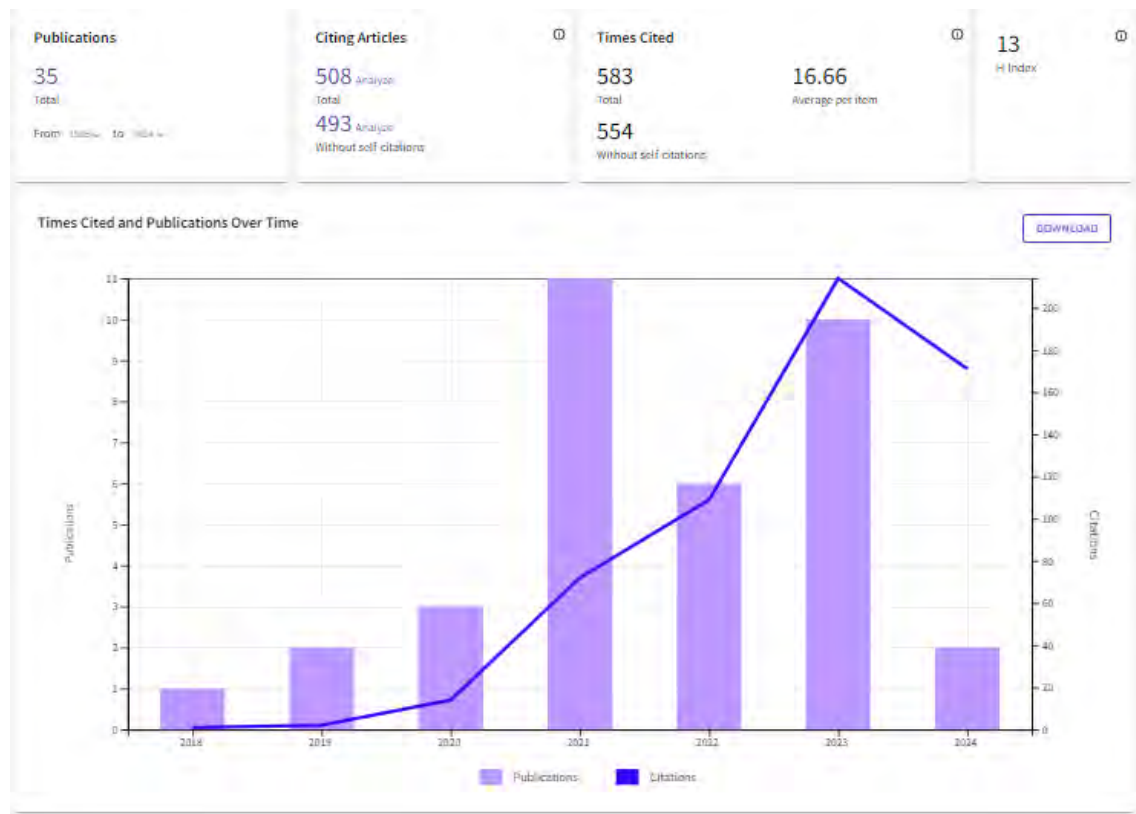 Publications
35
Total
From to
Citing Articles
508 Analyze
Total
493 Analyze
Without self citations
Times Cited
583
Total
554
Without self citations
16.66
Average per item
13
H-Index
Times Cited and Publications Over Time
DOWNLOAD
11
10
9
8
7
6
5
4
3
2
1
0
Publications
200
180
160
140
120
100
80
60
40
20
0
Citations
2018 2019 2020 2021 2022 2023 2024
Publications Citations